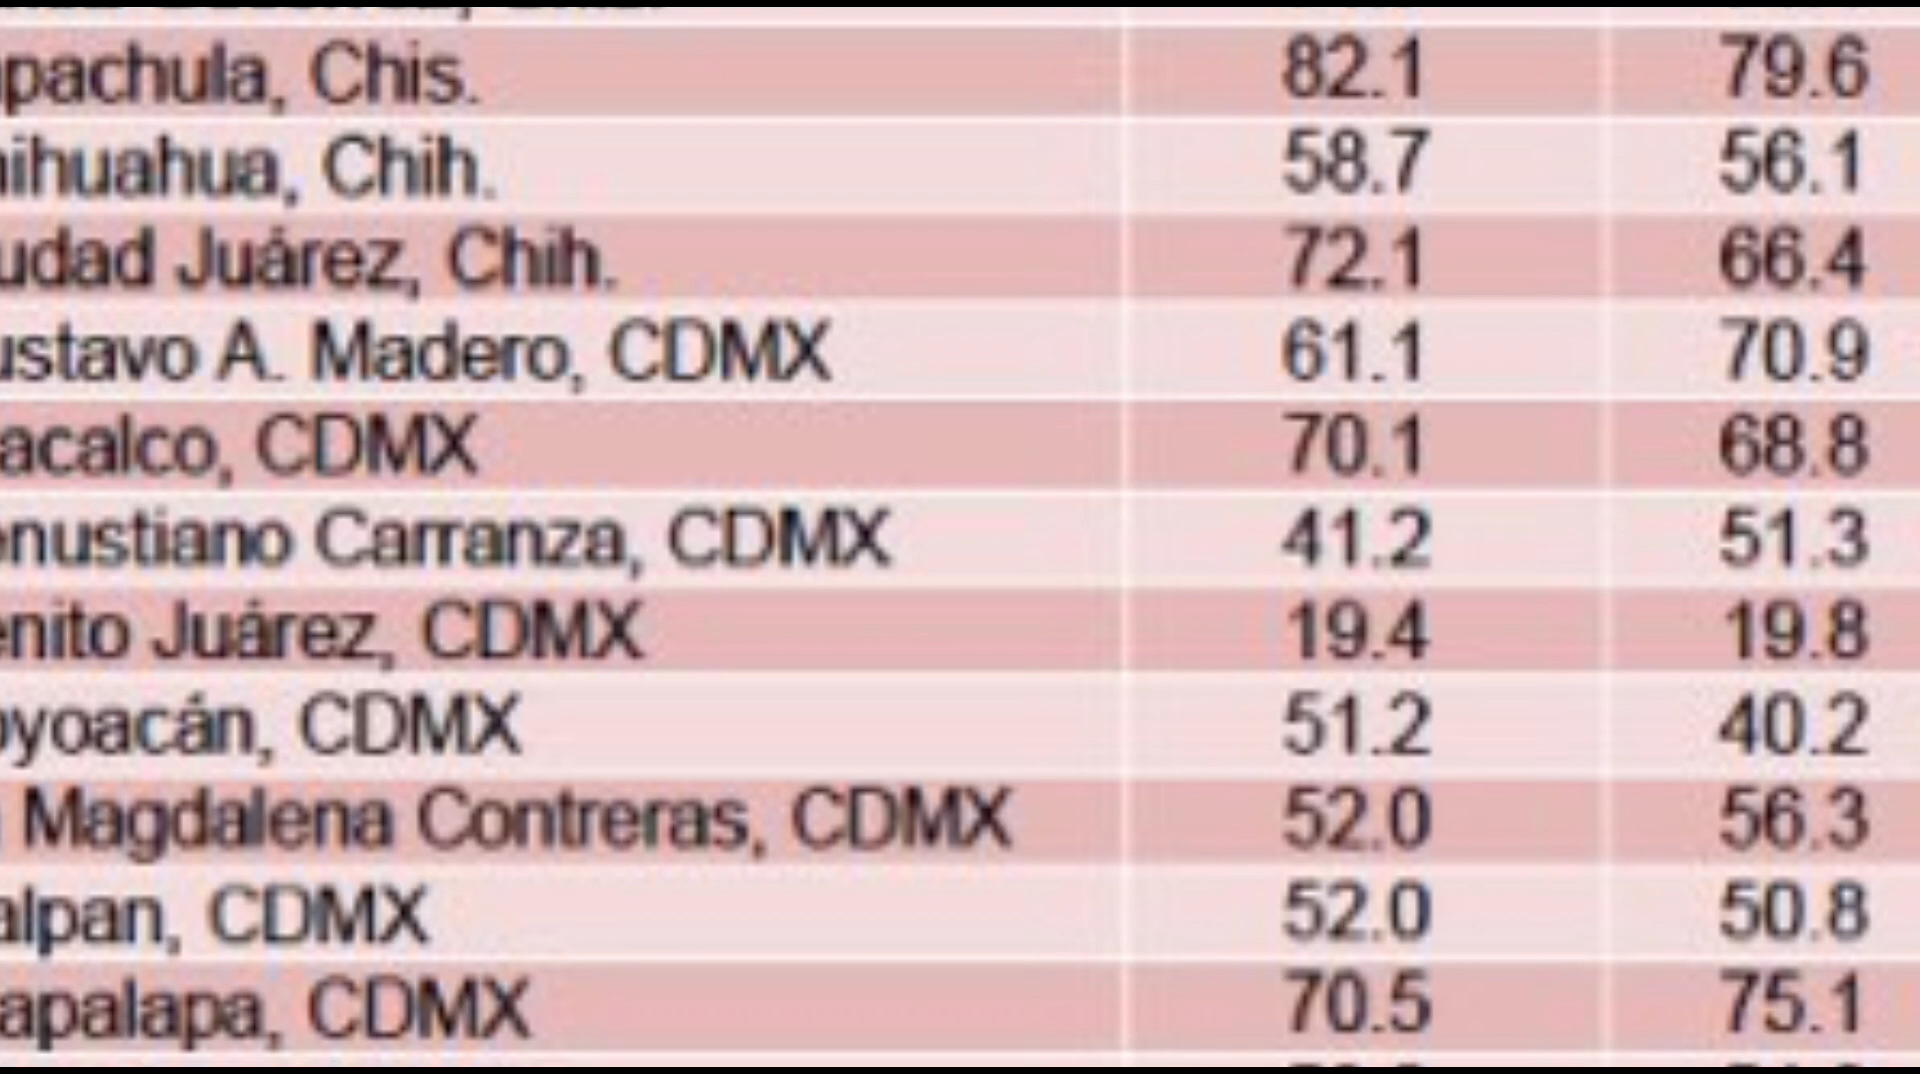 pachula, Chis. 82.1 79.6
ihuahua, Chih. 58.7 56.1
udad Juárez, Chih. 72.1 66.4
ustavo A. Madero, CDMX 61.1 70.9
acalco, CDMX 70.1 68.8
enustiano Carranza, CDMX 41.2 51.3
enito Juárez, CDMX 19.4 19.8
oyoacán, CDMX 51.2 40.2
Magdalena Contreras, CDMX 52.0 56.3
alpan, CDMX 52.0 50.8
apalapa, CDMX 70.5 75.1